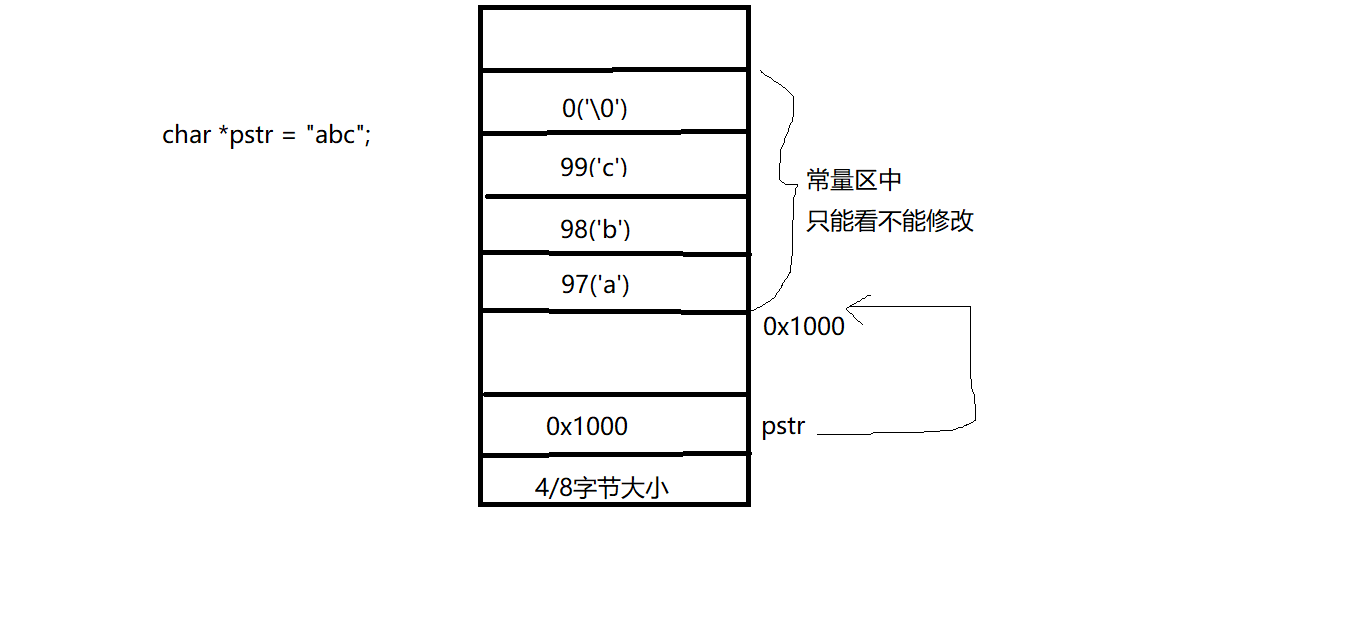 char *pstr = "abc";
0('\0')
99('c')
98('b')
97('a')
常量区中
只能看不能修改
0x1000
0x1000
pstr
4/8字节大小